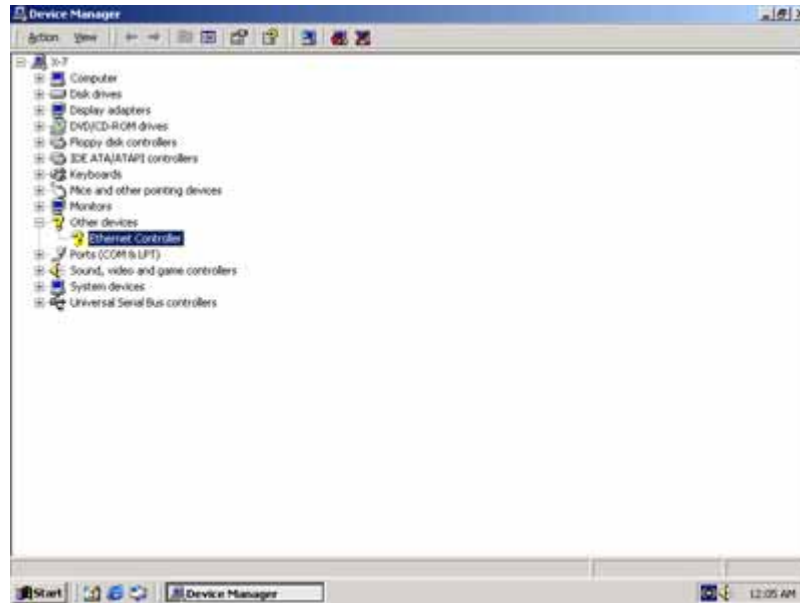 Device Manager
Action View
X-7
Computer
Disk drives
Display adapters
DVD/CD-ROM drives
Floppy disk controllers
IDE ATA/ATAPI controllers
Keyboards
Mice and other pointing devices
Monitors
Other devices
Ethernet Controller
Ports (COM & LPT)
Sound, video and game controllers
System devices
Universal Serial Bus controllers
Start Device Manager 12:05 AM